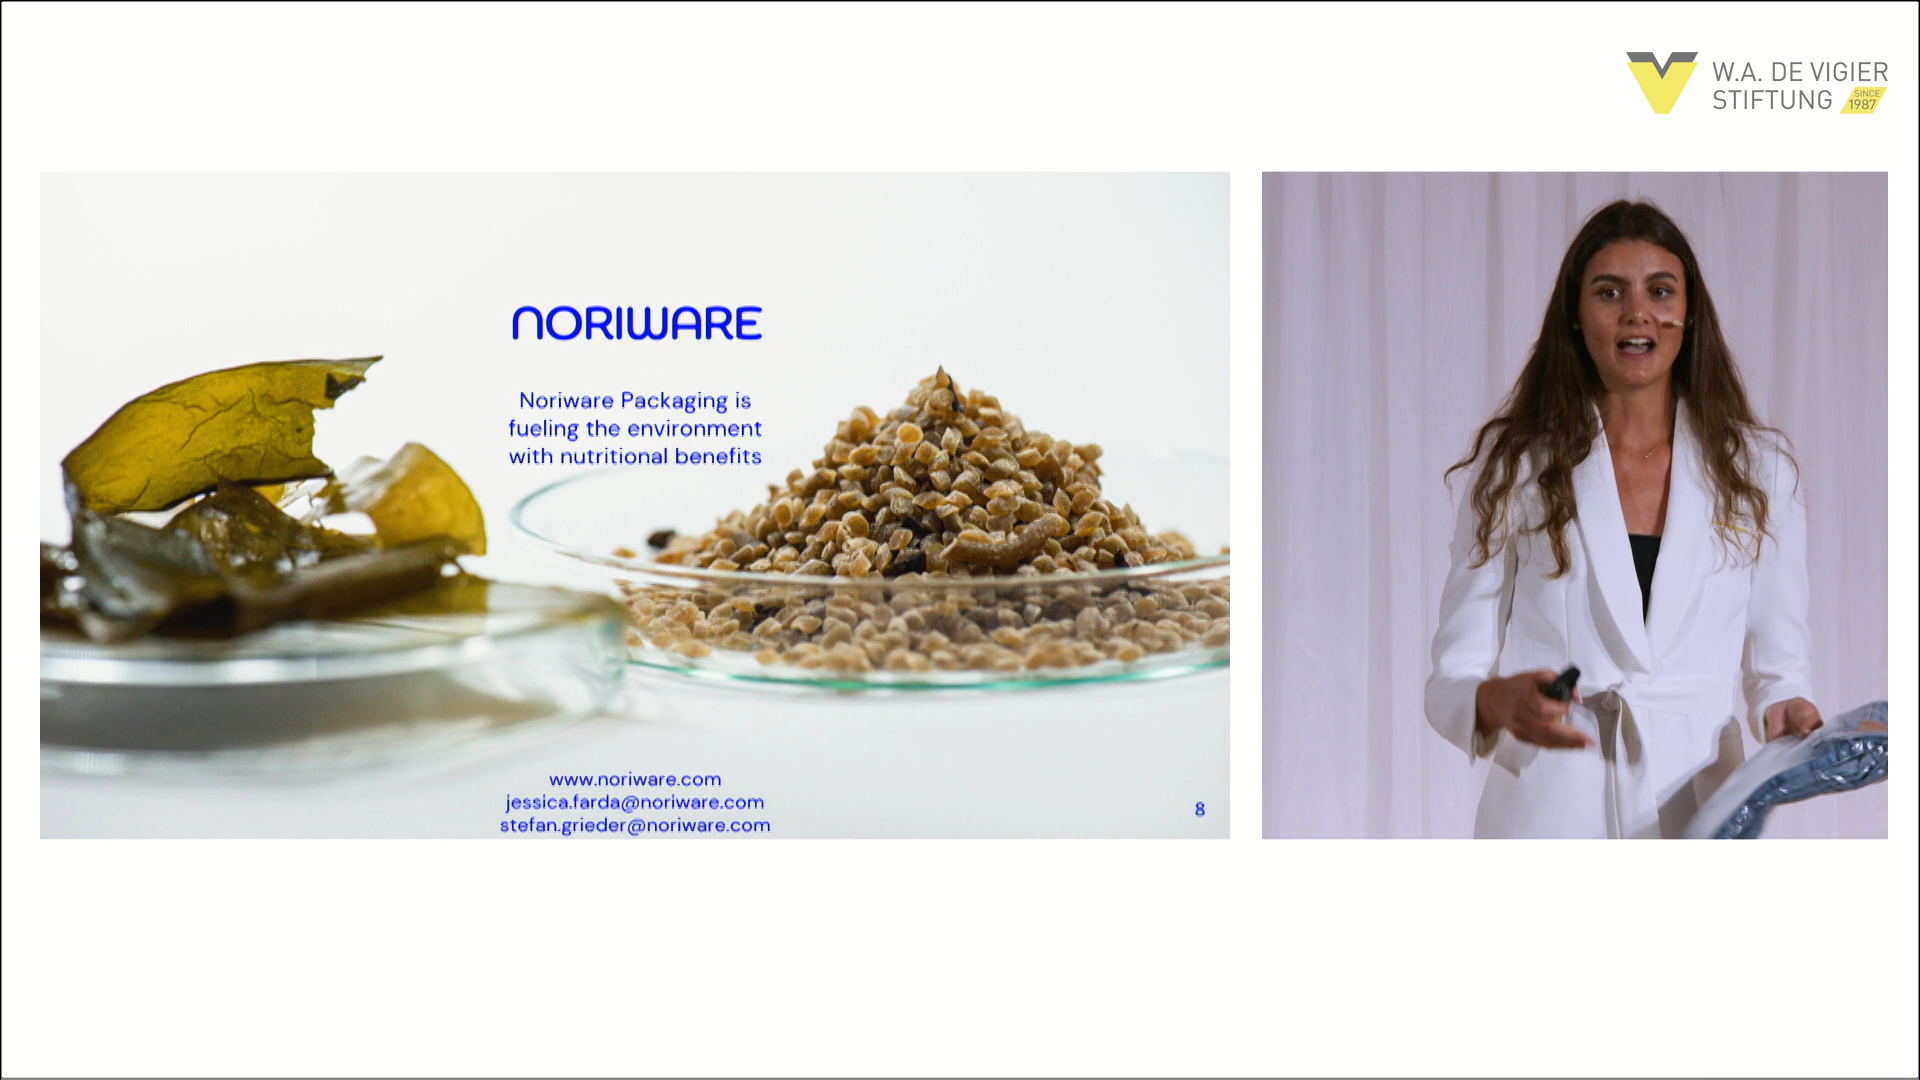 W.A. DE VIGIER
STIFTUNG
SINCE
1987
NORIWARE
Noriware Packaging is
fueling the environment
with nutritional benefits
www.noriware.com
jessica.farda@noriware.com
stefan.grieder@noriware.com
8